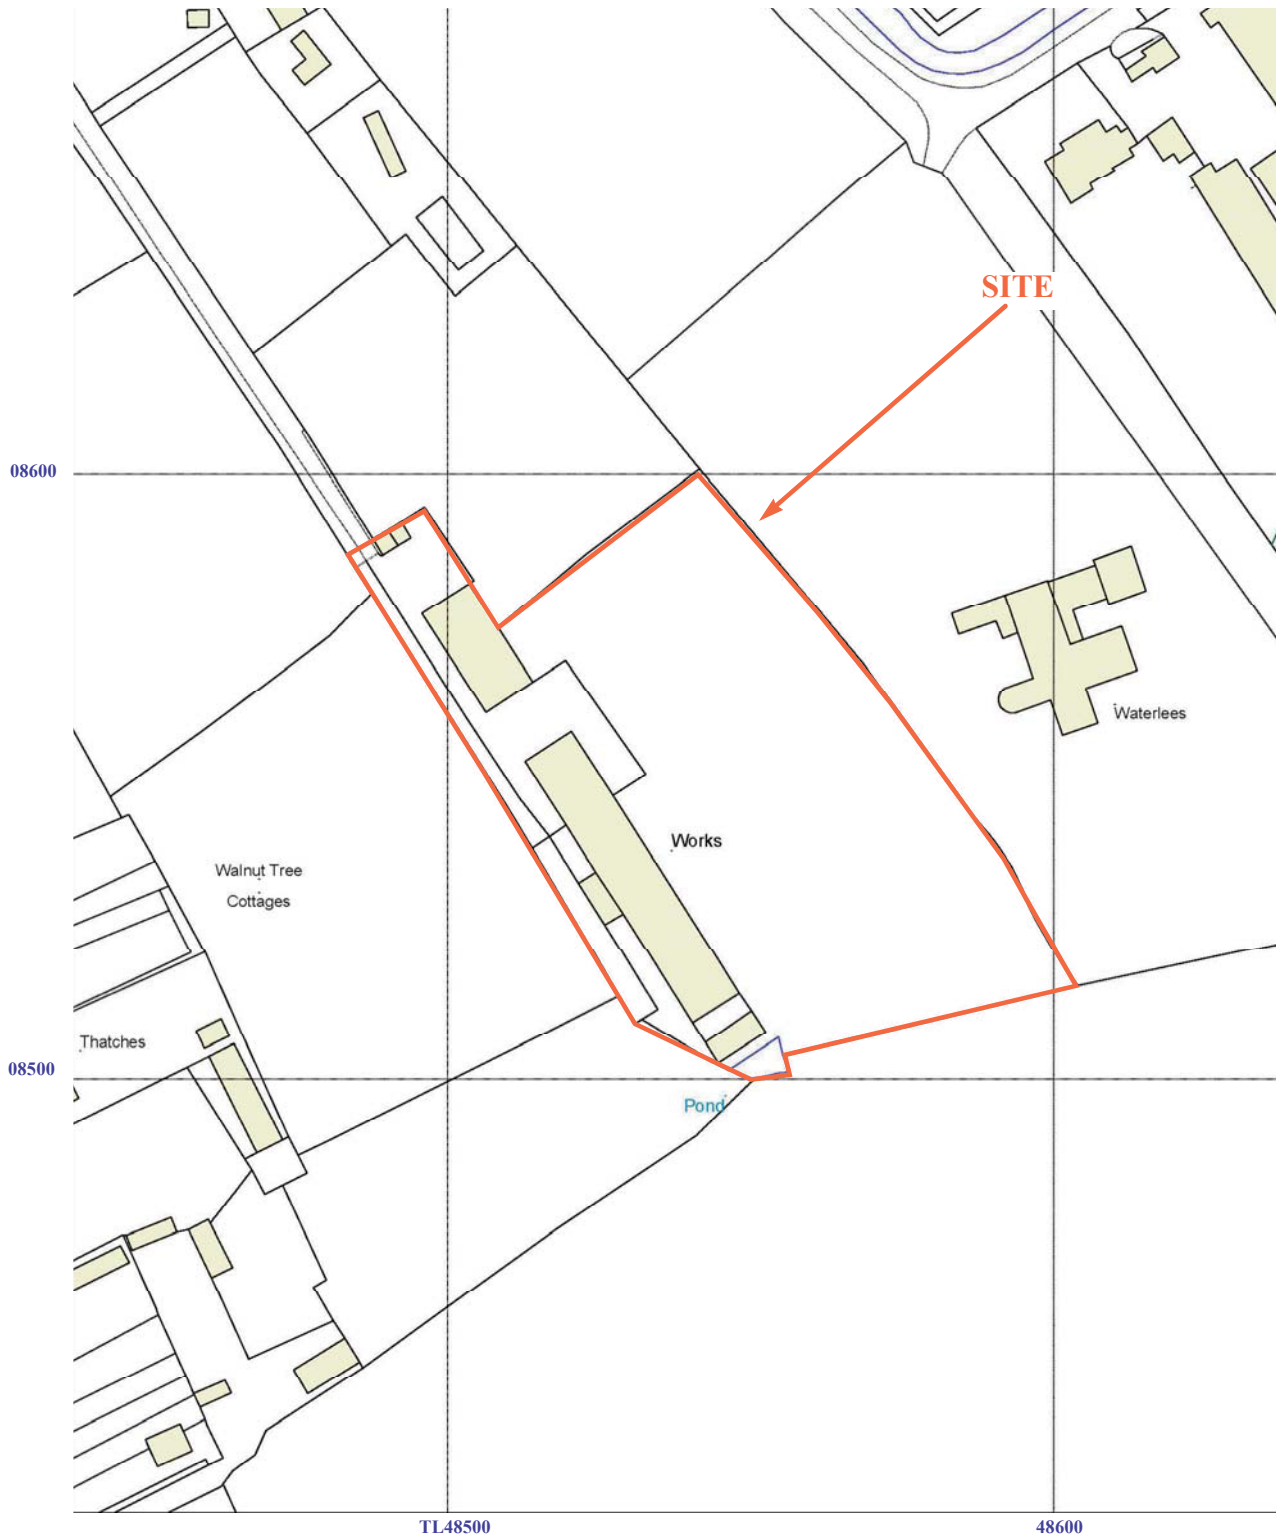 SITE
08600
Waterlees
Works
Walnut Tree
Cottages
Thatches
08500
Pond
TL48500
48600